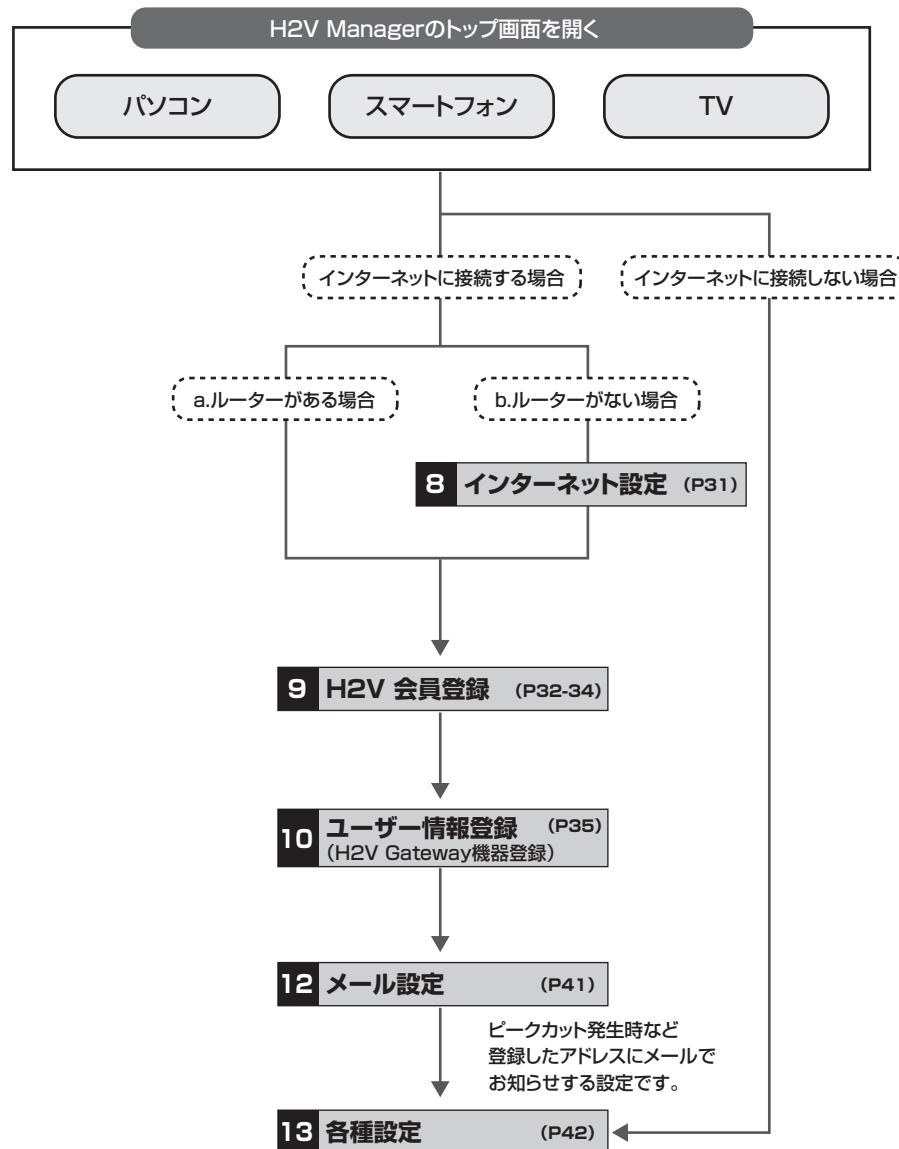 H2V Managerのトップ画面を開く
パソコン
スマートフォン
TV
インターネットに接続する場合
インターネットに接続しない場合
a.ルーターがある場合
b.ルーターがない場合
8 インターネット設定 (P31)
9 H2V 会員登録 (P32-34)
10 ユーザー情報登録 (P35)
(H2V Gateway機器登録)
12 メール設定 (P41)
ピークカット発生時など
登録したアドレスにメールで
お知らせする設定です。
13 各種設定 (P42)